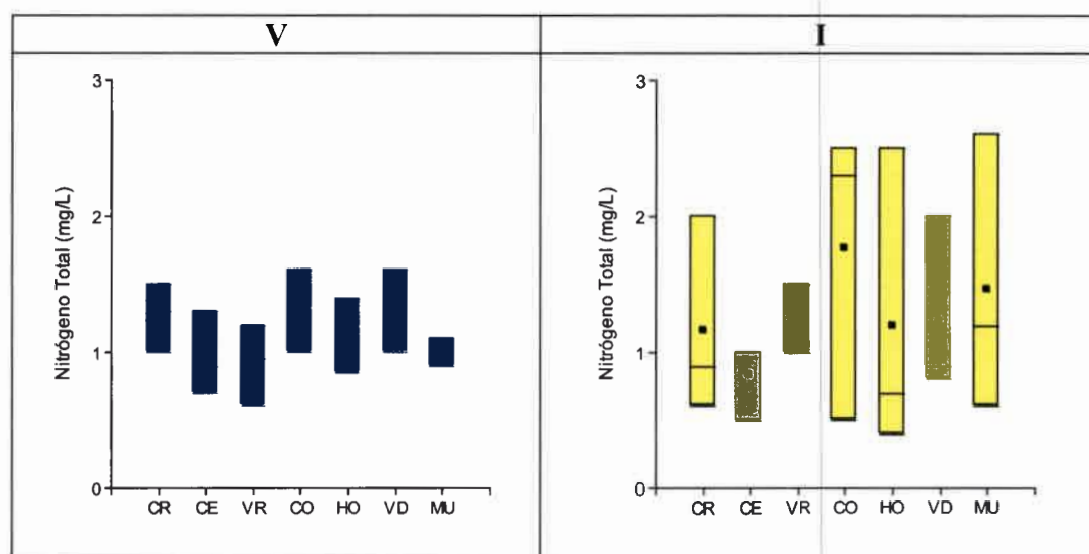 V
I
3
2
1
0
Nitrógeno Total (mg/L)
CR CE VR CO HO VD MU
3
2
1
0
Nitrógeno Total (mg/L)
CR CE VR CO HO VD MU